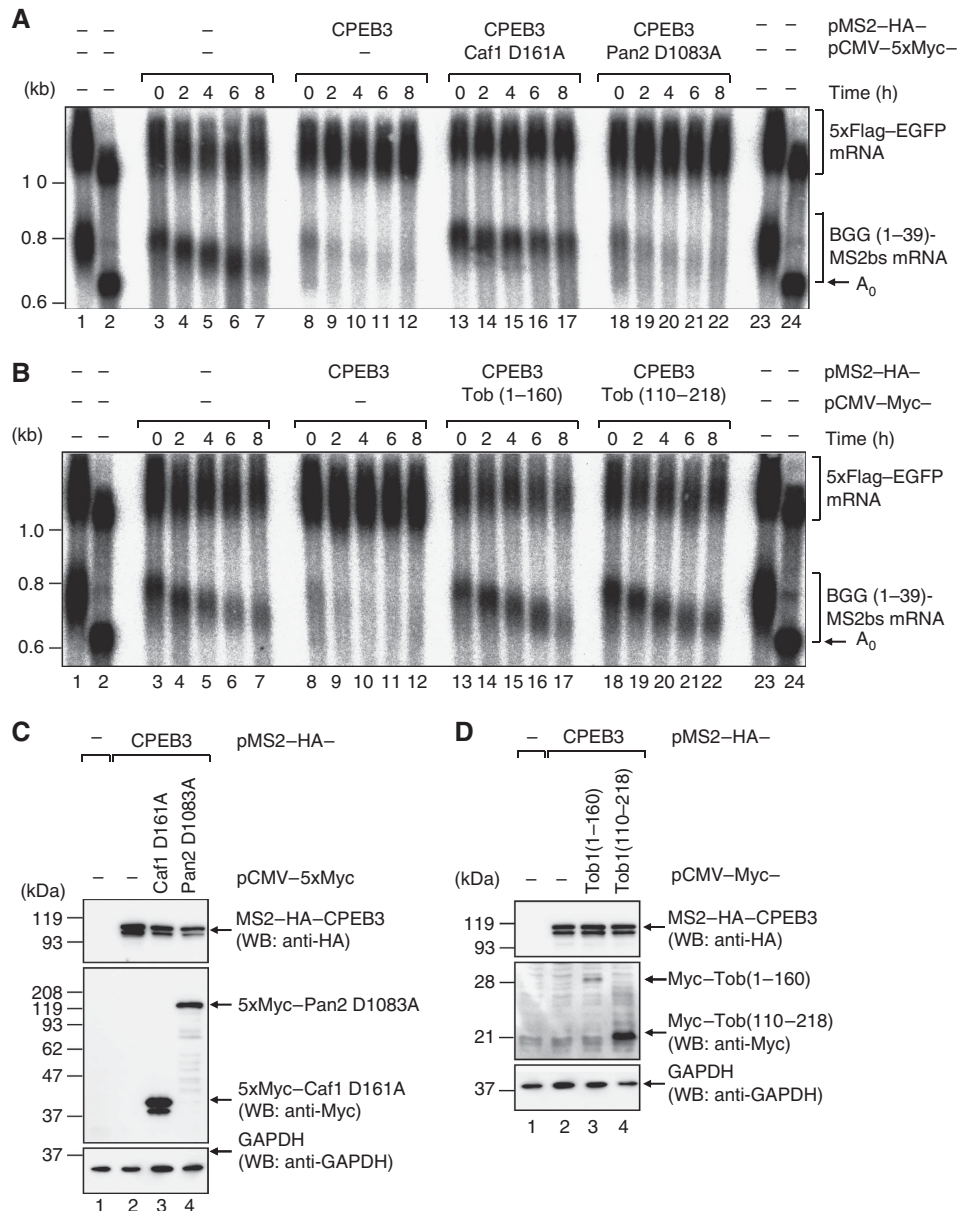 A
– – – CPEB3 CPEB3 CPEB3 – – pMS2–HA–
– – – – Caf1 D161A Pan2 D1083A – – pCMV–5xMyc–
(kb) – – 0 2 4 6 8 0 2 4 6 8 0 2 4 6 8 0 2 4 6 8 – – Time (h)
5xFlag–EGFP
mRNA
1 0
0.8
BGG (1–39)-
MS2bs mRNA
A0
0.6
1 2 3 4 5 6 7 8 9 10 11 12 13 14 15 16 17 18 19 20 21 22 23 24
B
– – – CPEB3 CPEB3 CPEB3 – – pMS2–HA–
– – – – Tob (1–160) Tob (110–218) – – pCMV–Myc–
(kb) – – 0 2 4 6 8 0 2 4 6 8 0 2 4 6 8 0 2 4 6 8 – – Time (h)
5xFlag–EGFP
mRNA
1.0
0.8
BGG (1–39)-
MS2bs mRNA
0.6
A0
1 2 3 4 5 6 7 8 9 10 11 12 13 14 15 16 17 18 19 20 21 22 23 24
C
– CPEB3 pMS2–HA–
– – Caf1 D161A Pan2 D1083A pCMV–5xMyc
(kDa)
119
93
MS2–HA–CPEB3
(WB: anti-HA)
208
119
93
62
47
37
5xMyc–Pan2 D1083A
5xMyc–Caf1 D161A
(WB: anti-Myc)
37
GAPDH
(WB: anti-GAPDH)
1 2 3 4
D
– CPEB3 pMS2–HA–
– – Tob1(1–160) Tob1(110–218) pCMV–Myc–
(kDa)
119
93
MS2–HA–CPEB3
(WB: anti-HA)
28
Myc–Tob(1–160)
21
Myc–Tob(110–218)
(WB: anti-Myc)
37
GAPDH
(WB: anti-GAPDH)
1 2 3 4